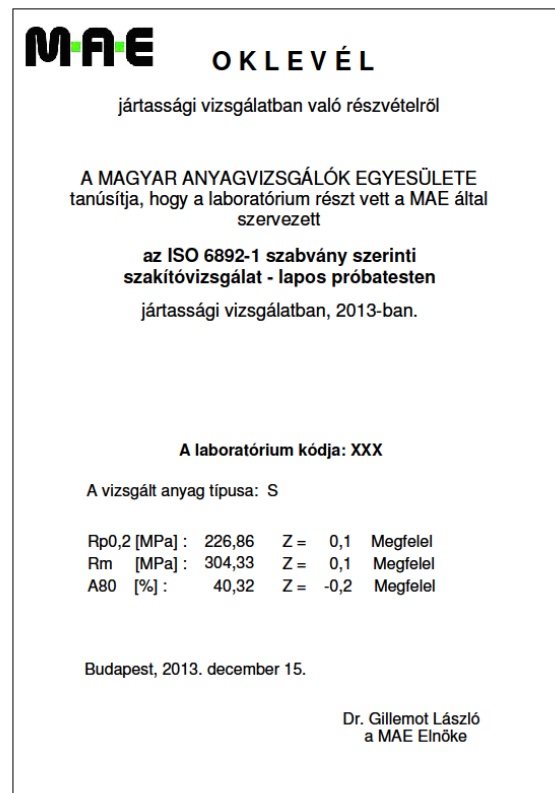 M·A·E
O K L E V É L
jártassági vizsgálatban való részvételről
A MAGYAR ANYAGVIZSGÁLÓK EGYESÜLETE
tanúsítja, hogy a laboratórium részt vett a MAE által
szervezett
az ISO 6892-1 szabvány szerinti
szakítóvizsgálat - lapos próbatesten
jártassági vizsgálatban, 2013-ban.
A laboratórium kódja: XXX
A vizsgált anyag típusa: S
Rp0,2 [MPa] : 226,86 Z = 0,1 Megfelel
Rm [MPa] : 304,33 Z = 0,1 Megfelel
A80 [%] : 40,32 Z = -0,2 Megfelel
Budapest, 2013. december 15.
Dr. Gillemot László
a MAE Elnöke